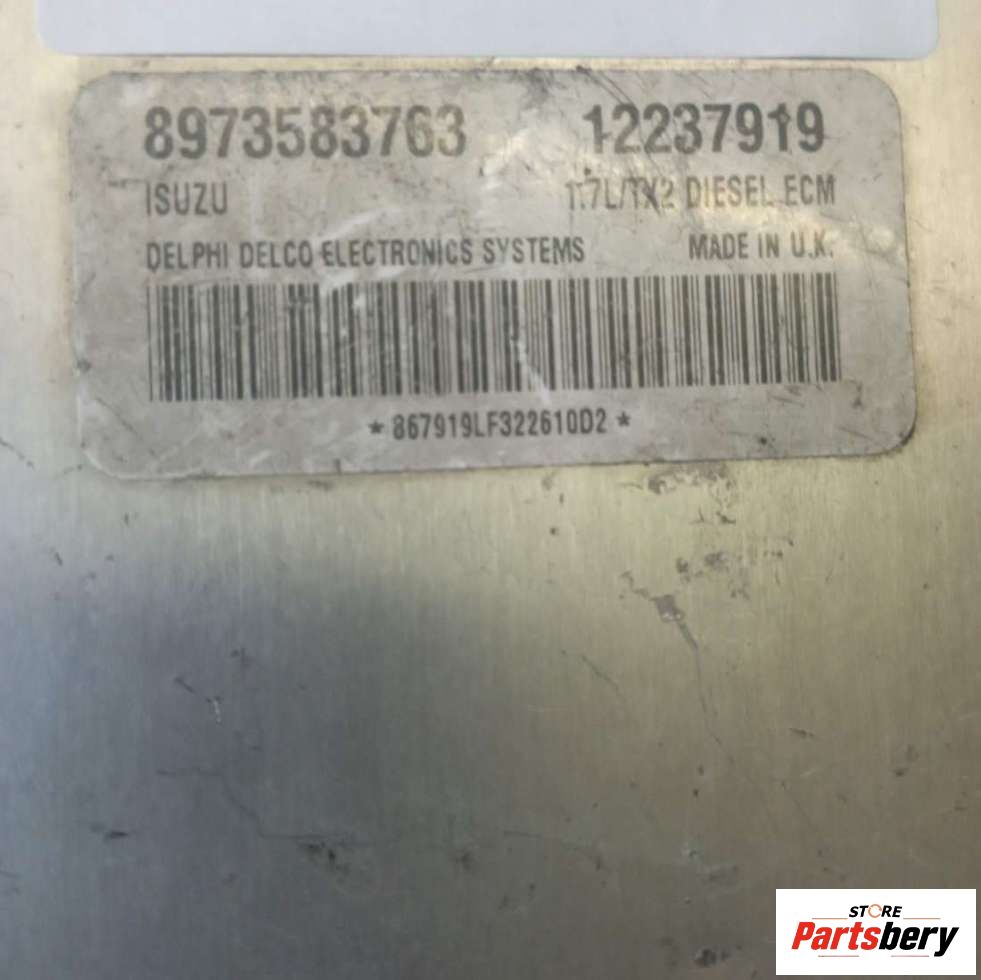 8973583763 12237919
ISUZU 1.7L/TX2 DIESEL ECM
DELPHI DELCO ELECTRONICS SYSTEMS MADE IN U.K.
*867919LF322610D2*
STORE
Partsbery